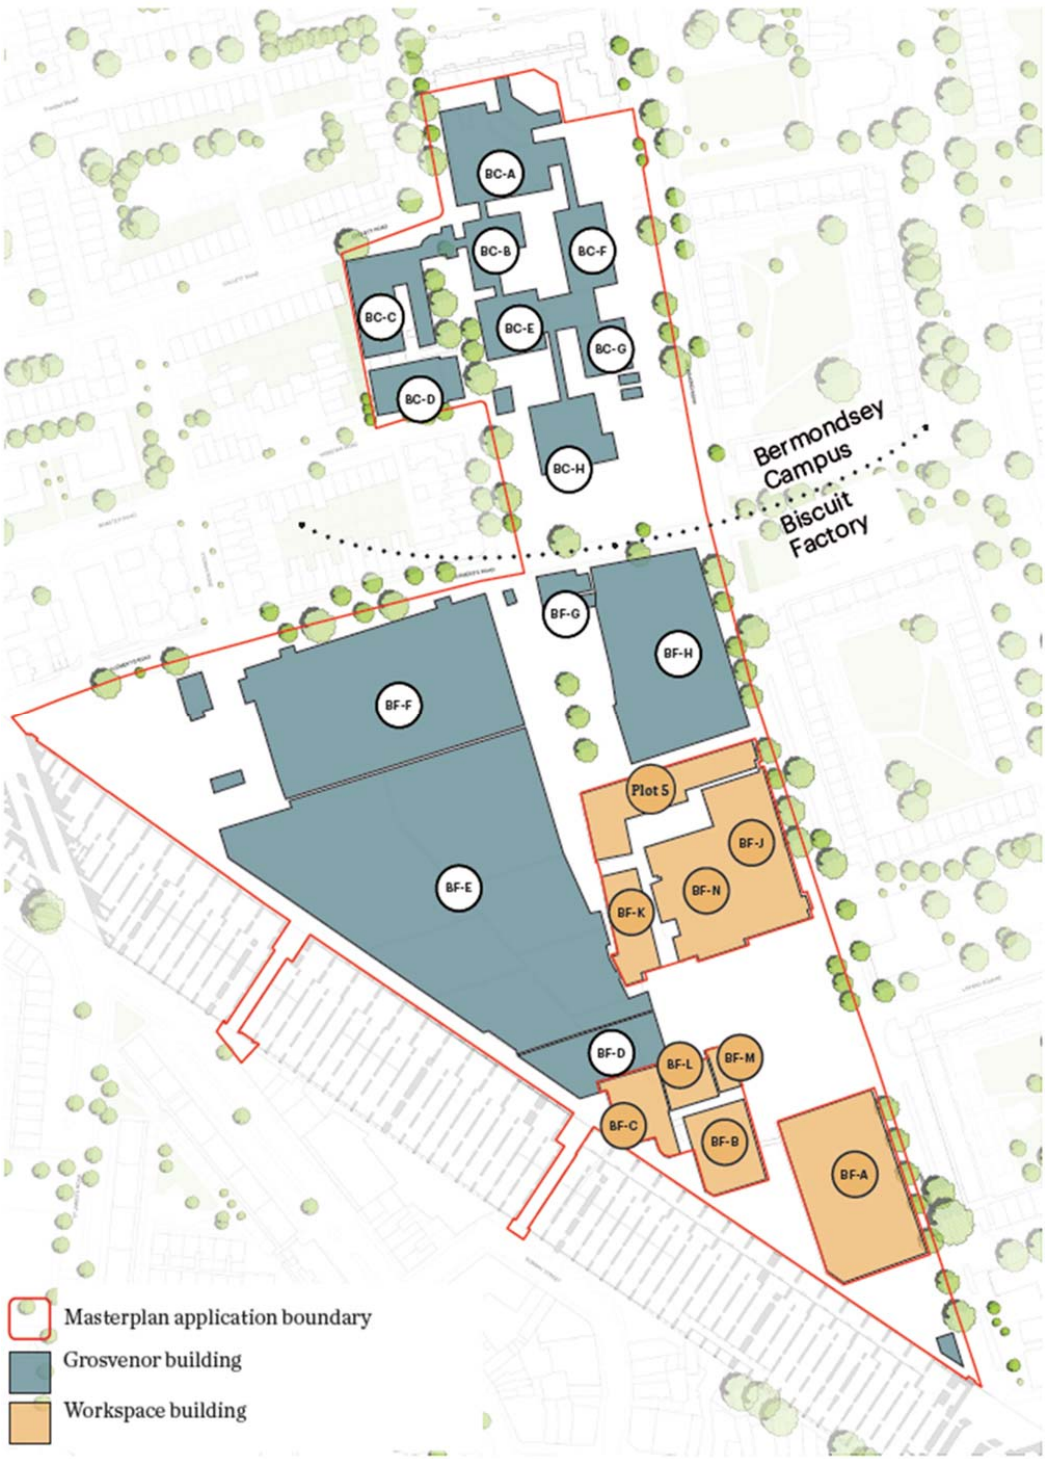 BC-A
BC-B
BC-F
BC-C
BC-E
BC-G
BC-D
Bermondsey
Campus
BC-H
Biscuit
Factory
BF-G
BF-H
BF-F
Plot 5
BF-J
BF-E
BF-N
BF-K
BF-D
BF-L
BF-M
BF-C
BF-B
BF-A
Masterplan application boundary
Grosvenor building
Workspace building